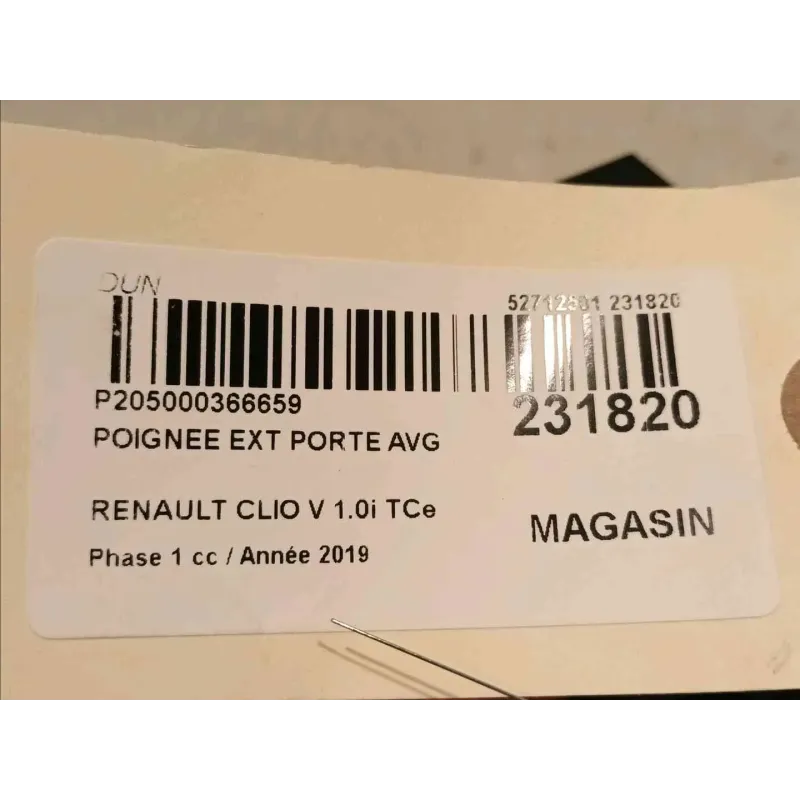 DUN
231820
P205000366659
231820
POIGNEE EXT PORTE AVG
RENAULT CLIO V 1.0i TCe
MAGASIN
Phase 1 cc / Année 2019